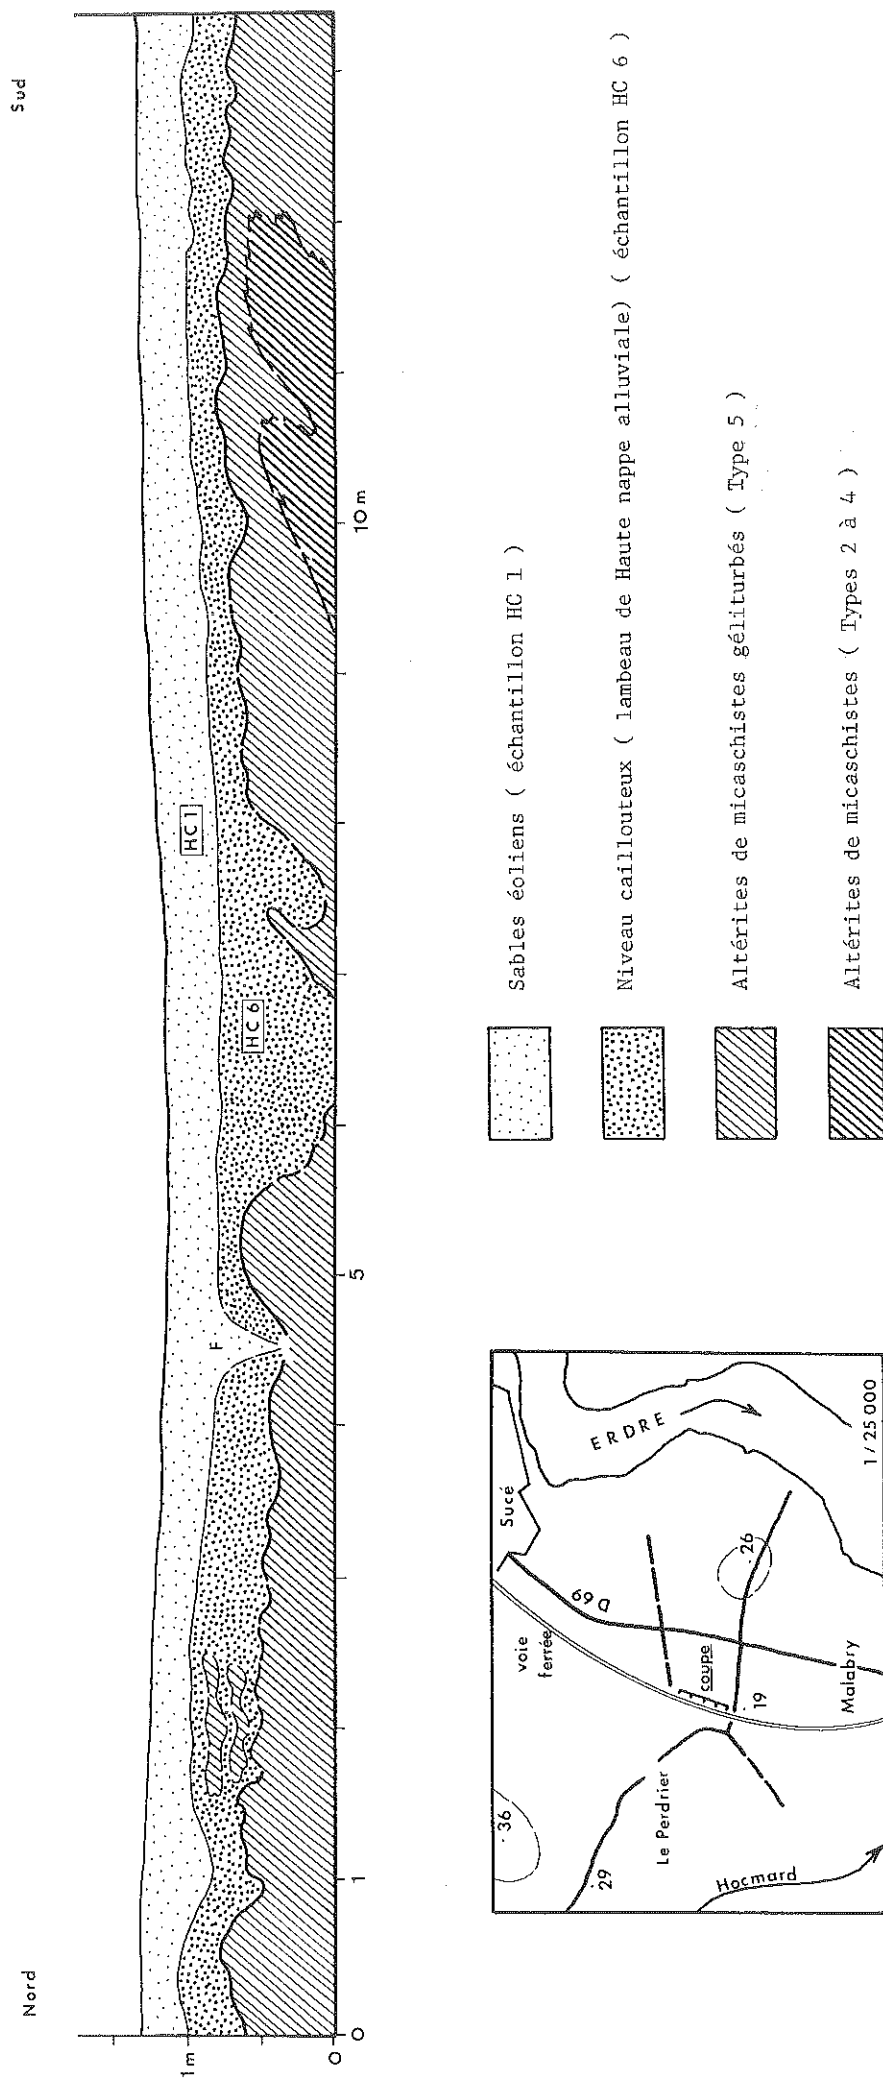 Nord
Sud
1m
0
0
1
5
10 m
F
HC 1
HC 6
Sables éoliens ( échantillon HC 1 )
Niveau caillouteux ( lambeau de Haute nappe alluviale) ( échantillon HC 6 )
Altérites de micaschistes géliturbés ( Type 5 )
Altérites de micaschistes ( Types 2 à 4 )
Sucé
ERDRE
voie
ferrée
D 69
coupe
.26
.19
.36
.29
Le Perdrier
Malabry
Hocmard
1 / 25 000